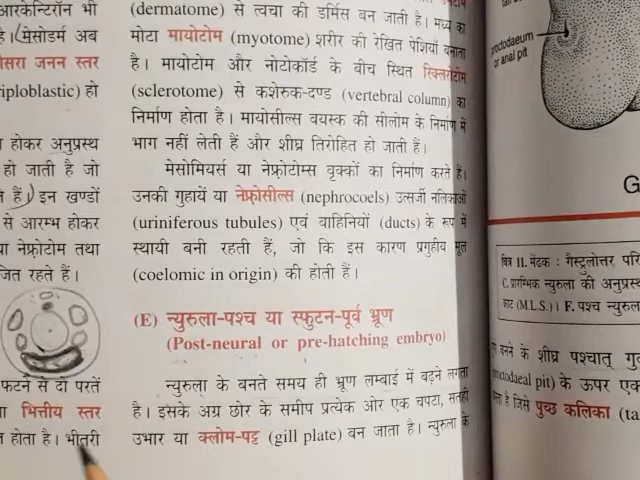 आरकेन्टिरॉन भी
है। (मेसोडर्म अब
तीसरा जनन स्तर
triploblastic) हो
होकर अनुप्रस्थ
हो जाती है जो
ते हैं।) इन खण्डों
से आरम्भ होकर
या नेफ्रोटोम तथा
जित रहते हैं।
फटने से दो परतें
भित्तीय स्तर
होता है। भीतरी
(dermatome) से त्वचा की डर्मिस बन जाती है। मध्य का
मोटा मायोटोम (myotome) शरीर की रेखित पेशियाँ बनाता
है। मायोटोम और नोटोकॉर्ड के बीच स्थित स्क्लिरोटोम
(sclerotome) से कशेरुक-दण्ड (vertebral column) का
निर्माण होता है। मायोसील्स वयस्क की सीलोम के निर्माण में
भाग नहीं लेती हैं और शीघ्र तिरोहित हो जाती हैं।
मेसोमियर्स या नेफ्रोटोम्स वृक्कों का निर्माण करते हैं।
उनकी गुहायें या नेफ्रोसील्स (nephrocoels) उत्सर्जी नलिकाओं
(uriniferous tubules) एवं वाहिनियों (ducts) के रूप में
स्थायी बनी रहती हैं, जो कि इस कारण प्रगुहीय मूल
(coelomic in origin) की होती हैं।
(E) न्युरुला-पश्च या स्फुटन-पूर्व भ्रूण
(Post-neural or pre-hatching embryo)
न्युरुला के बनते समय ही भ्रूण लम्बाई में बढ़ने लगता
है। इसके अग्र छोर के समीप प्रत्येक ओर एक चपटा, सतही
उभार या क्लोम-पट्ट (gill plate) बन जाता है। न्युरुला के
proctodaeum
or anal pit
G
चित्र 11. मेंढक : गैस्ट्रुलोत्तर परि
C. प्रारम्भिक न्युरुला की अनुप्रस्थ
काट (M.L.S.)। F. पश्च न्युरुल
बनने के शीघ्र पश्चात् गु
proctodaeal pit) के ऊपर एक
है जिसे पुच्छ कलिका (ta